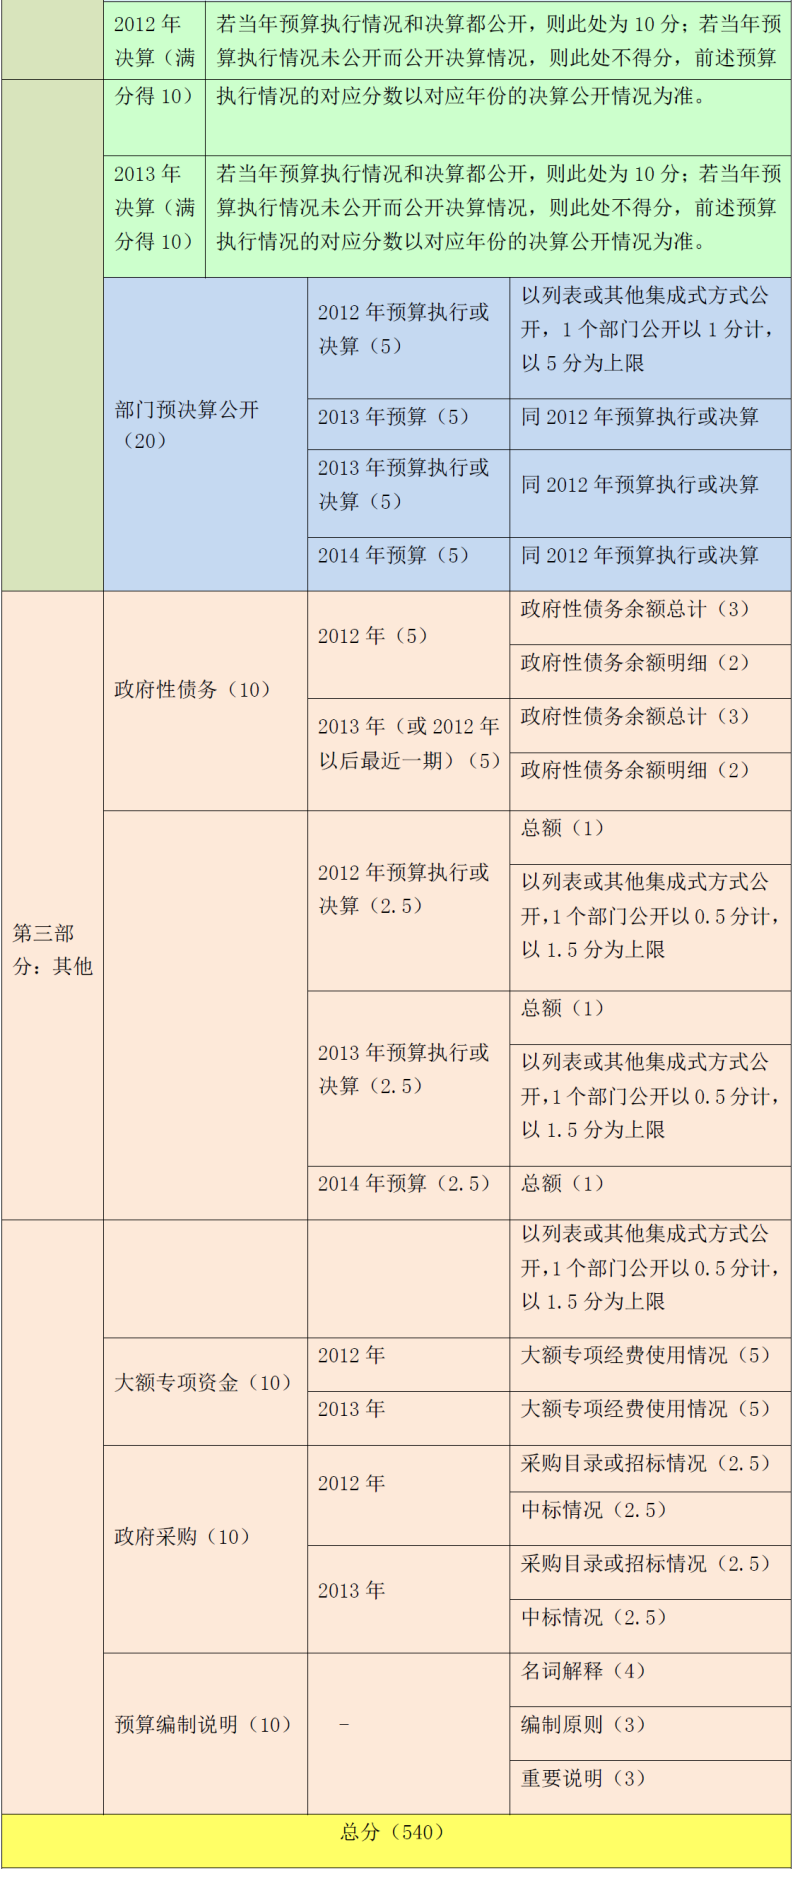 2012 年
决算（满
若当年预算执行情况和决算都公开，则此处为 10 分；若当年预
算执行情况未公开而公开决算情况，则此处不得分，前述预算
分得 10）
执行情况的对应分数以对应年份的决算公开情况为准。
2013 年
决算（满
分得 10）
若当年预算执行情况和决算都公开，则此处为 10 分；若当年预
算执行情况未公开而公开决算情况，则此处不得分，前述预算
执行情况的对应分数以对应年份的决算公开情况为准。
部门预决算公开
（20）
2012 年预算执行或
决算（5）
以列表或其他集成式方式公
开，1 个部门公开以 1 分计，
以 5 分为上限
2013 年预算（5）
同 2012 年预算执行或决算
2013 年预算执行或
决算（5）
同 2012 年预算执行或决算
2014 年预算（5）
同 2012 年预算执行或决算
第三部
分：其他
政府性债务（10）
2012 年（5）
政府性债务余额总计（3）
政府性债务余额明细（2）
2013 年（或 2012 年
以后最近一期）（5）
政府性债务余额总计（3）
政府性债务余额明细（2）
2012 年预算执行或
决算（2.5）
总额（1）
以列表或其他集成式方式公
开，1 个部门公开以 0.5 分计，
以 1.5 分为上限
2013 年预算执行或
决算（2.5）
总额（1）
以列表或其他集成式方式公
开，1 个部门公开以 0.5 分计，
以 1.5 分为上限
2014 年预算（2.5）
总额（1）
以列表或其他集成式方式公
开，1 个部门公开以 0.5 分计，
以 1.5 分为上限
大额专项资金（10）
2012 年
大额专项经费使用情况（5）
2013 年
大额专项经费使用情况（5）
政府采购（10）
2012 年
采购目录或招标情况（2.5）
中标情况（2.5）
2013 年
采购目录或招标情况（2.5）
中标情况（2.5）
预算编制说明（10）
–
名词解释（4）
编制原则（3）
重要说明（3）
总分（540）